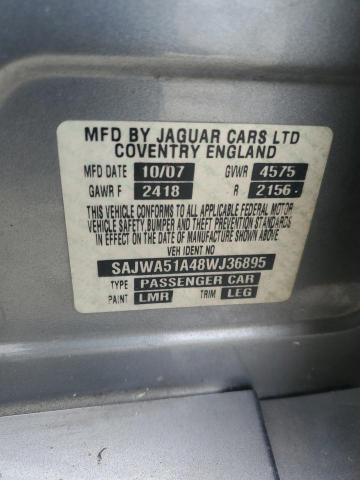 MFD BY JAGUAR CARS LTD
COVENTRY ENGLAND
MFD DATE 10/07 GVWR 4575
GAWR F 2418 R 2156
THIS VEHICLE CONFORMS TO ALL APPLICABLE FEDERAL MOTOR
VEHICLE SAFETY, BUMPER, AND THEFT PREVENTION STANDARDS
IN EFFECT ON THE DATE OF MANUFACTURE SHOWN ABOVE
VEH IDENT NO
SAJWA51A48WJ36895
TYPE PASSENGER CAR
PAINT LMR TRIM LEG